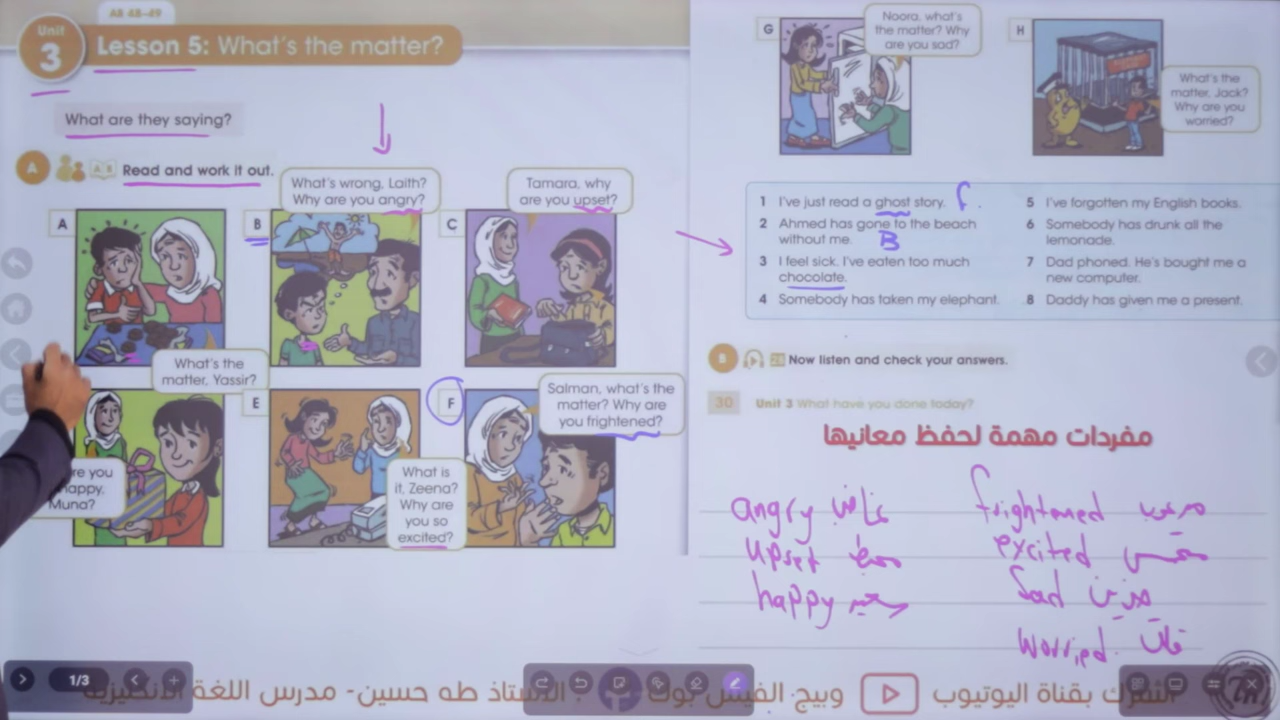 AB 48-49
Unit
3
Lesson 5: What's the matter?
What are they saying?
A
Read and work it out.
A
B
What's wrong, Laith?
Why are you angry?
C
Tamara, why
are you upset?
What's the
matter, Yassir?
re you
happy,
Muna?
E
What is
it, Zeena?
Why are
you so
excited?
F
Salman, what's the
matter? Why are
you frightened?
G
Noora, what's
the matter? Why
are you sad?
H
What's the
matter, Jack?
Why are you
worried?
1 I've just read a ghost story.
2 Ahmed has gone to the beach
without me. B
3 I feel sick. I've eaten too much
chocolate.
4 Somebody has taken my elephant.
5 I've forgotten my English books.
6 Somebody has drunk all the
lemonade.
7 Dad phoned. He's bought me a
new computer.
8 Daddy has given me a present.
B
Now listen and check your answers.
30 Unit 3 What have you done today?
مفردات مهمة لحفظ معانيها
angry غاضب
frightened مرعوب
upset
excited متحمس
happy سعيد
sad حزين
worried قلق
1/3
وبيج الفيس بوك
الاستاذ طه حسين- مدرس اللغة الانكليزية
بقناة اليوتيوب